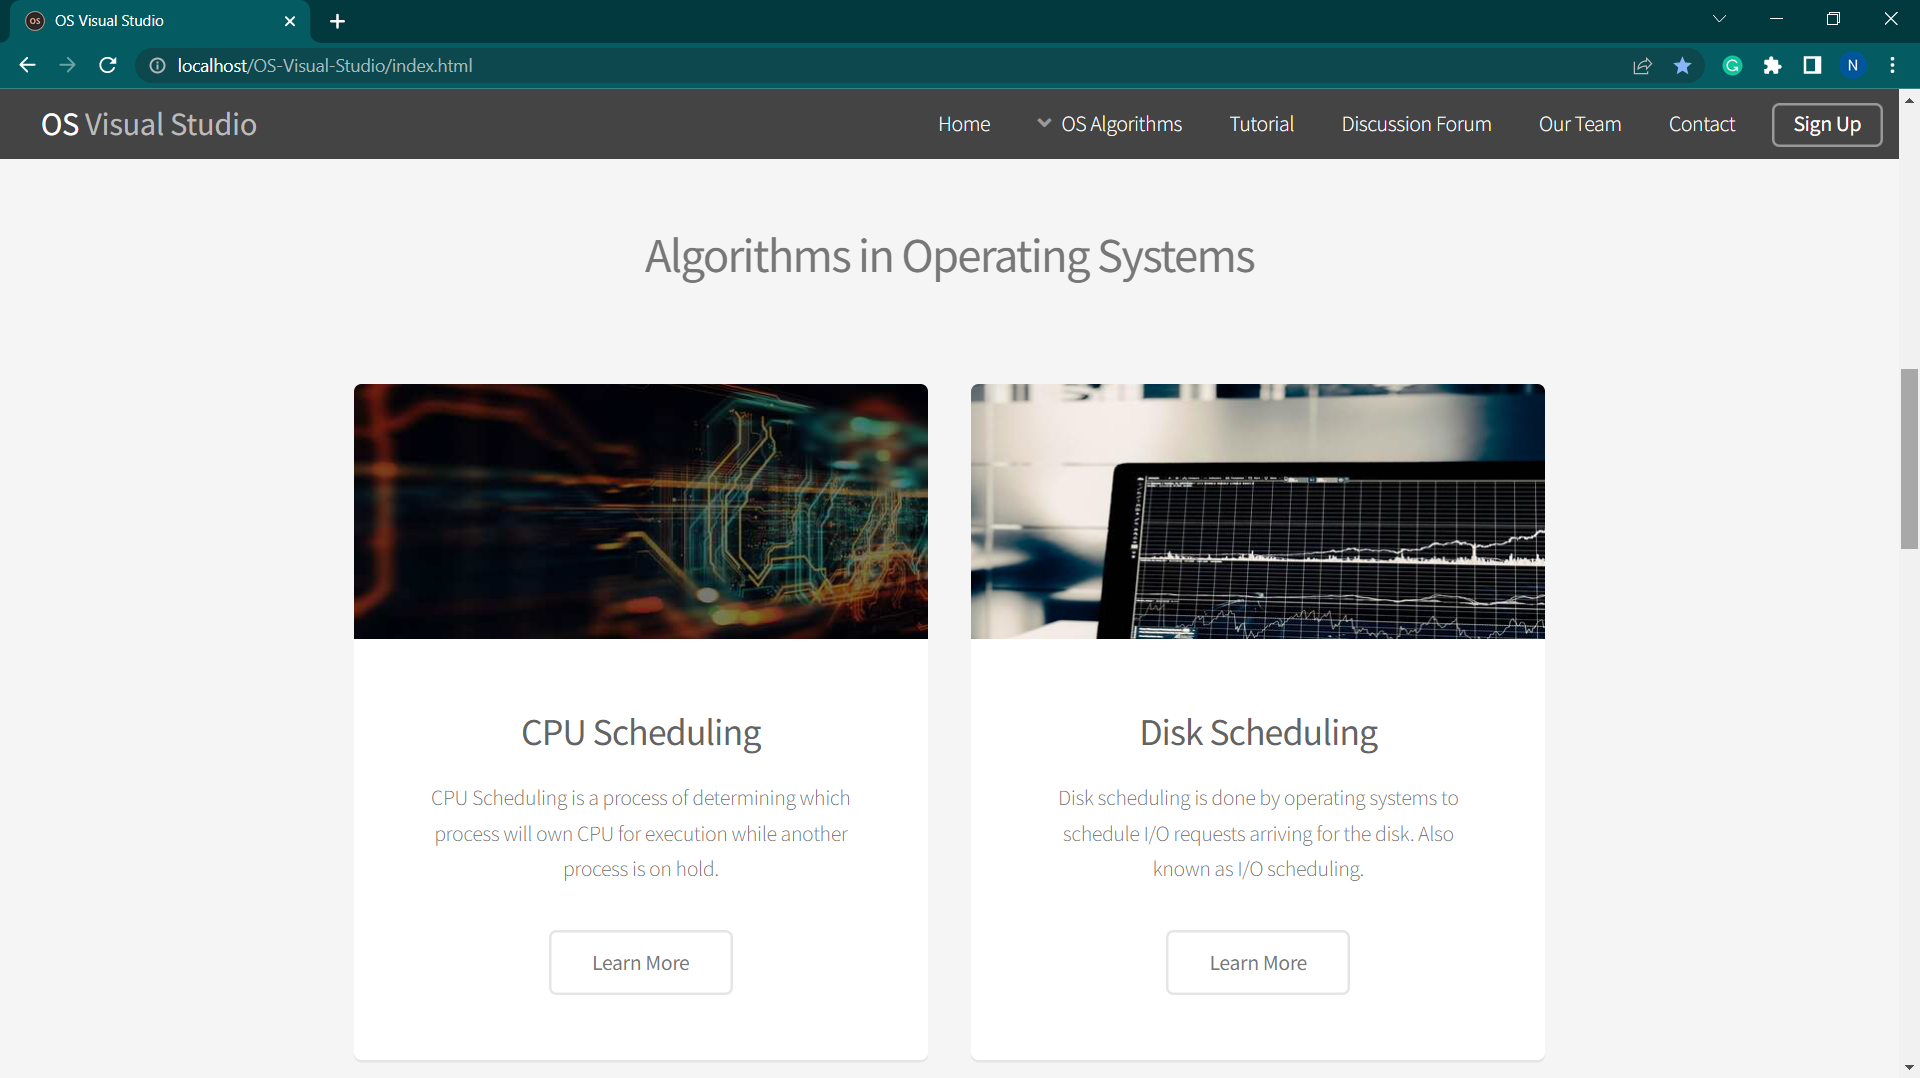 OS Visual Studio
localhost/OS-Visual-Studio/index.html
N
OS Visual Studio
Home
OS Algorithms
Tutorial
Discussion Forum
Our Team
Contact
Sign Up
Algorithms in Operating Systems
CPU Scheduling
CPU Scheduling is a process of determining which
process will own CPU for execution while another
process is on hold.
Learn More
Disk Scheduling
Disk scheduling is done by operating systems to
schedule I/O requests arriving for the disk. Also
known as I/O scheduling.
Learn More